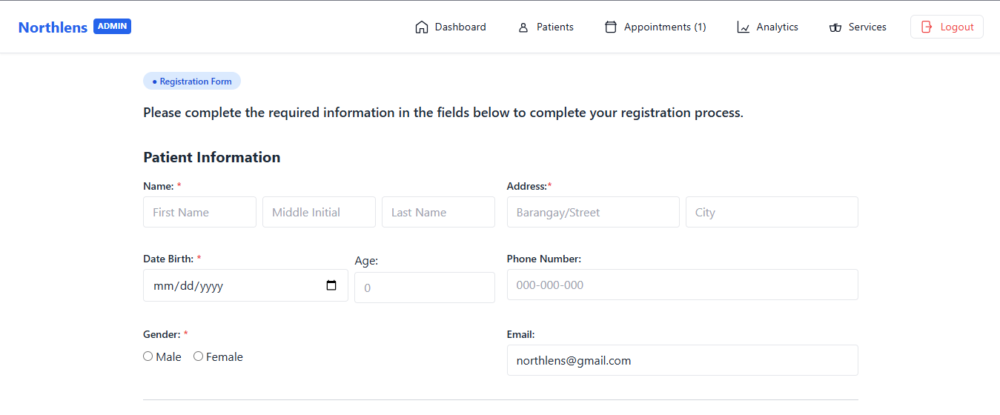 Northlens ADMIN Dashboard Patients Appointments (1) Analytics Services Logout
• Registration Form
Please complete the required information in the fields below to complete your registration process.
Patient Information
Name: * Address:*
First Name Middle Initial Last Name Barangay/Street City
Date Birth: * Age: Phone Number:
mm/dd/yyyy 0 000-000-000
Gender: * Email:
Male Female northlens@gmail.com